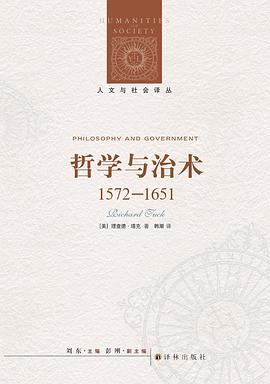 HUMANITIES
SOCIETY
人文与社会译丛
PHILOSOPHY AND GOVERNMENT
哲学与治术
1572—1651
Richard Tuck
[美] 理查德·塔克 著 韩潮 译
刘东·主编 彭刚·副主编
译林出版社